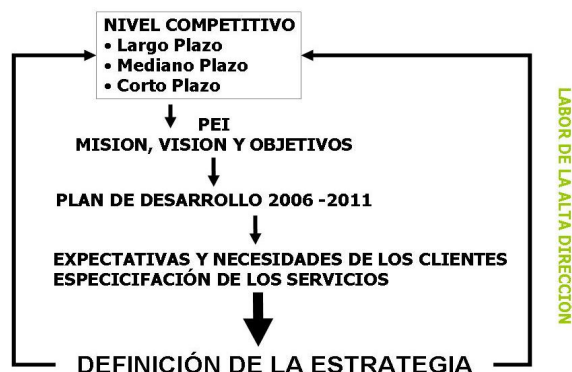 NIVEL COMPETITIVO
• Largo Plazo
• Mediano Plazo
• Corto Plazo
PEI
MISION, VISION Y OBJETIVOS
PLAN DE DESARROLLO 2006 -2011
EXPECTATIVAS Y NECESIDADES DE LOS CLIENTES
ESPECICIFACIÓN DE LOS SERVICIOS
DEFINICIÓN DE LA ESTRATEGIA
LABOR DE LA ALTA DIRECCION